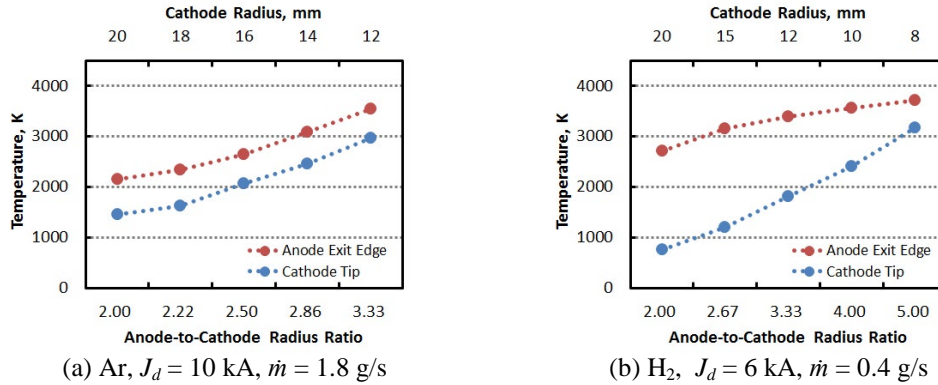 Cathode Radius, mm
20 18 16 14 12
4000
3000
2000
1000
0
Temperature, K
Anode Exit Edge
Cathode Tip
2.00 2.22 2.50 2.86 3.33
Anode-to-Cathode Radius Ratio
(a) Ar, J_d = 10 kA, ṁ = 1.8 g/s
Cathode Radius, mm
20 15 12 10 8
4000
3000
2000
1000
0
Temperature, K
Anode Exit Edge
Cathode Tip
2.00 2.67 3.33 4.00 5.00
Anode-to-Cathode Radius Ratio
(b) H₂, J_d = 6 kA, ṁ = 0.4 g/s